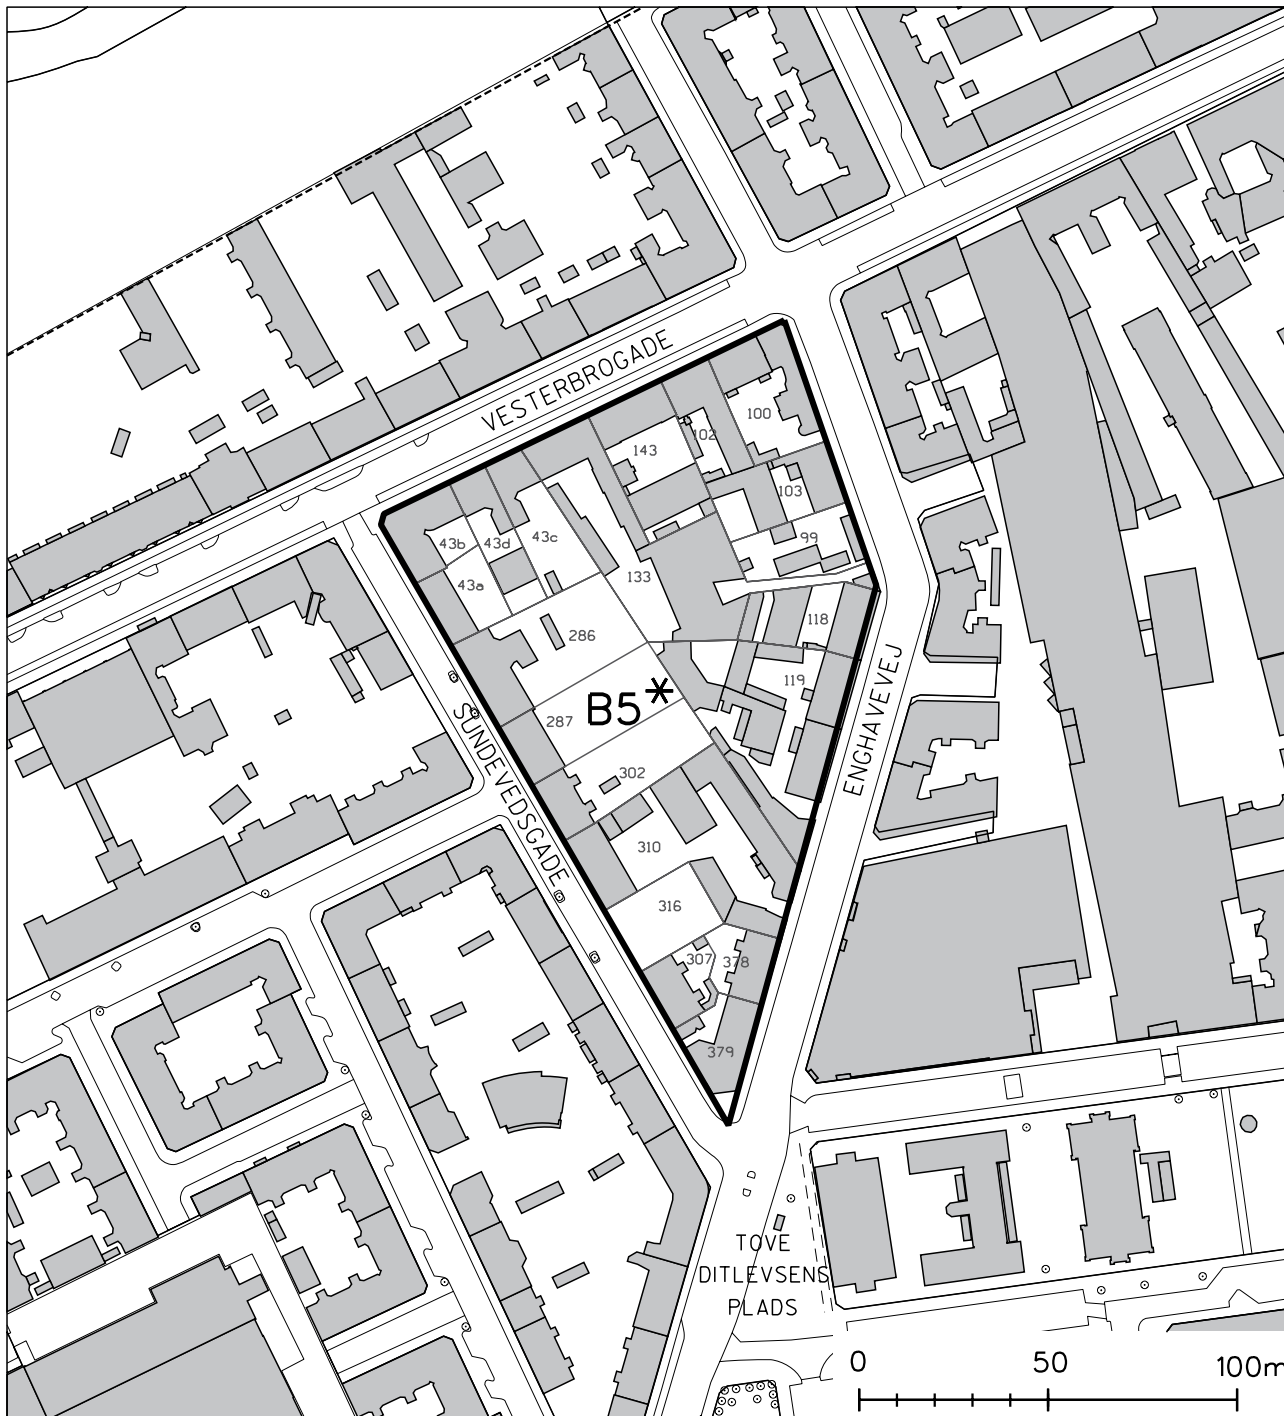 VESTERBROGADE
100
102
143
103
43b
43d
43c
99
43a
133
118
286
119
B5*
287
SUNDEVEDSGADE
ENGHAVEVEJ
302
310
316
307
378
379
TOVE
DITLEVSENS
PLADS
0 50 100m